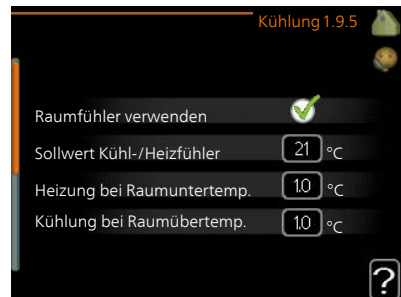 Kühlung 1.9.5
Raumfühler verwenden
Sollwert Kühl-/Heizfühler 21 °C
Heizung bei Raumuntertemp. 1.0 °C
Kühlung bei Raumübertemp. 1.0 °C
?